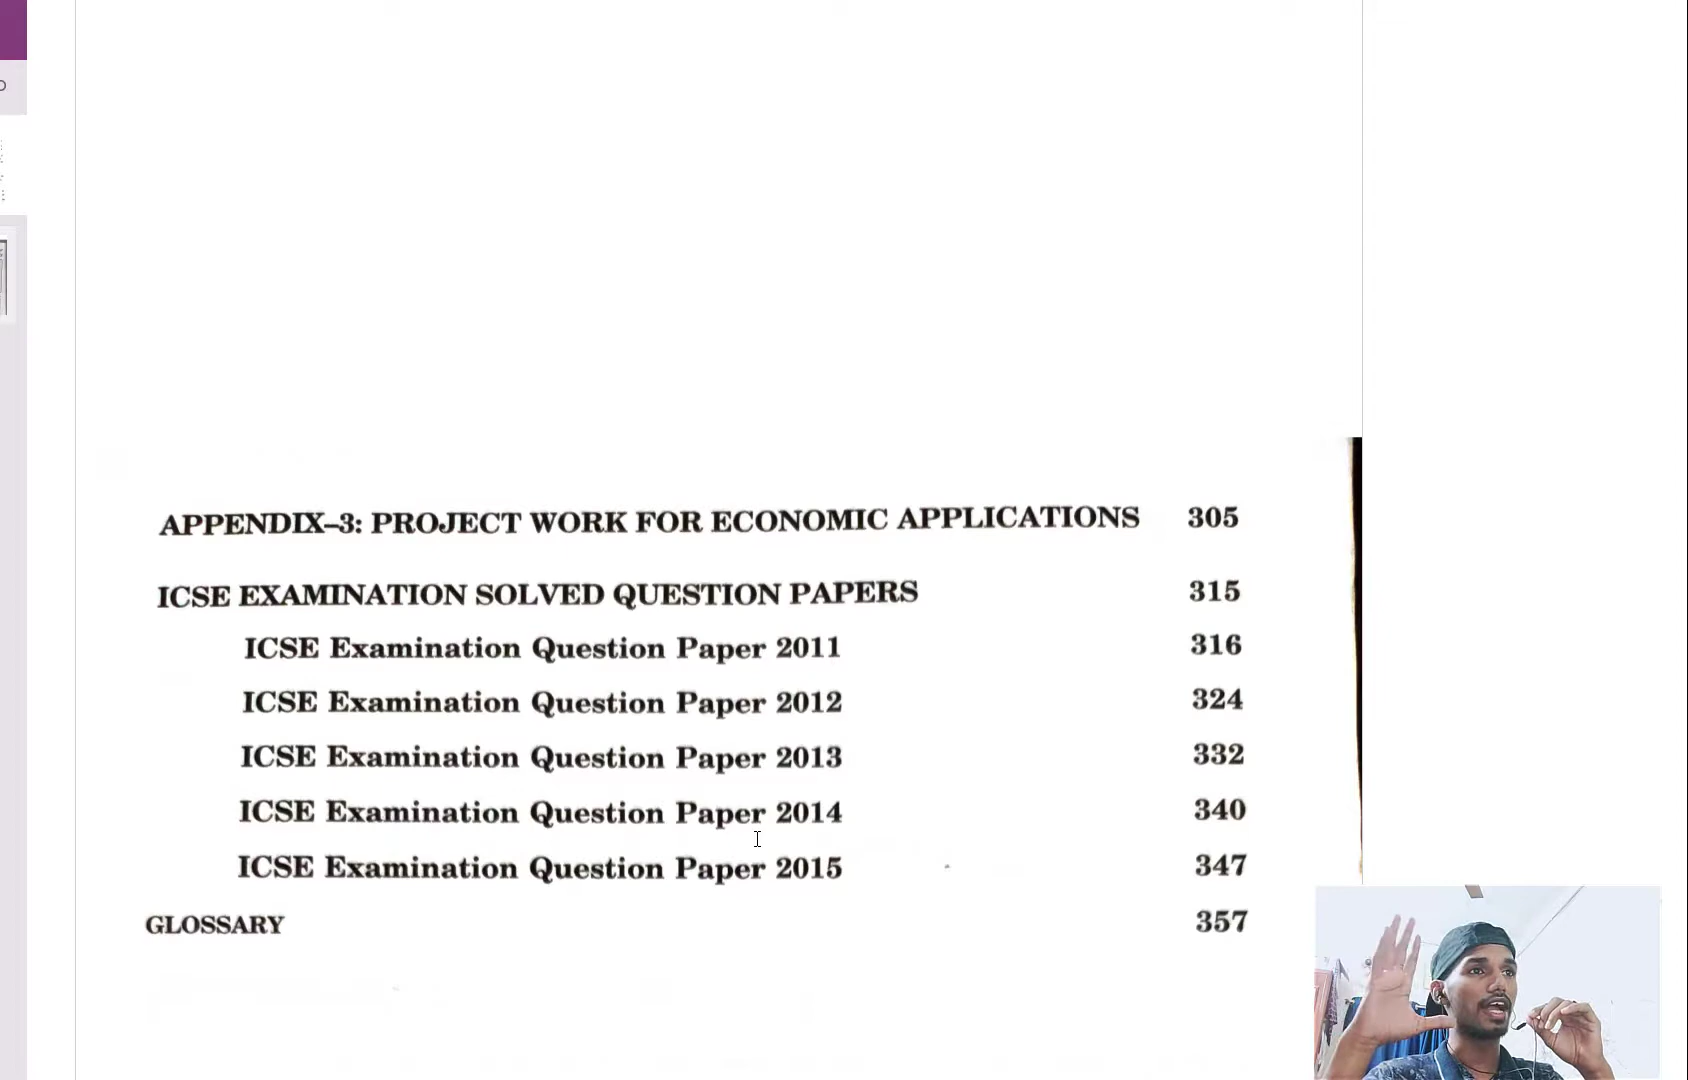 APPENDIX–3: PROJECT WORK FOR ECONOMIC APPLICATIONS 305
ICSE EXAMINATION SOLVED QUESTION PAPERS 315
ICSE Examination Question Paper 2011 316
ICSE Examination Question Paper 2012 324
ICSE Examination Question Paper 2013 332
ICSE Examination Question Paper 2014 340
ICSE Examination Question Paper 2015 347
GLOSSARY 357